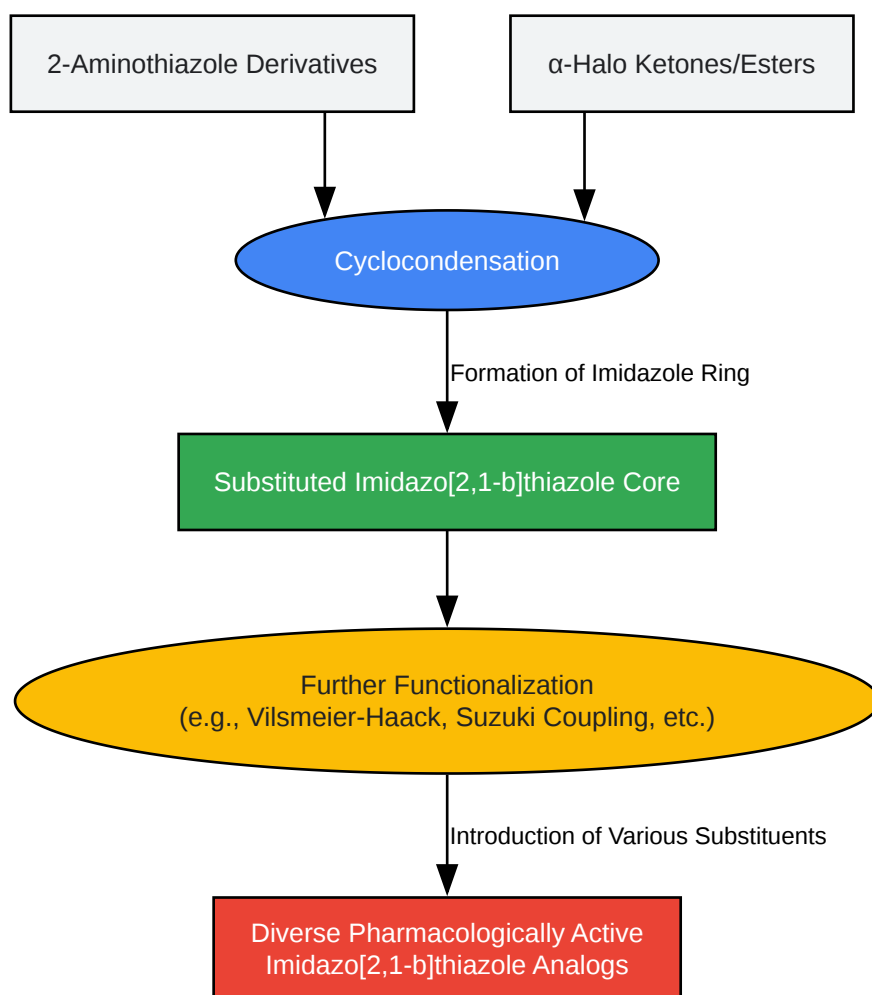 2-Aminothiazole Derivatives
α-Halo Ketones/Esters
Cyclocondensation
Formation of Imidazole Ring
Substituted Imidazo[2,1-b]thiazole Core
Further Functionalization
(e.g., Vilsmeier-Haack, Suzuki Coupling, etc.)
Introduction of Various Substituents
Diverse Pharmacologically Active
Imidazo[2,1-b]thiazole Analogs